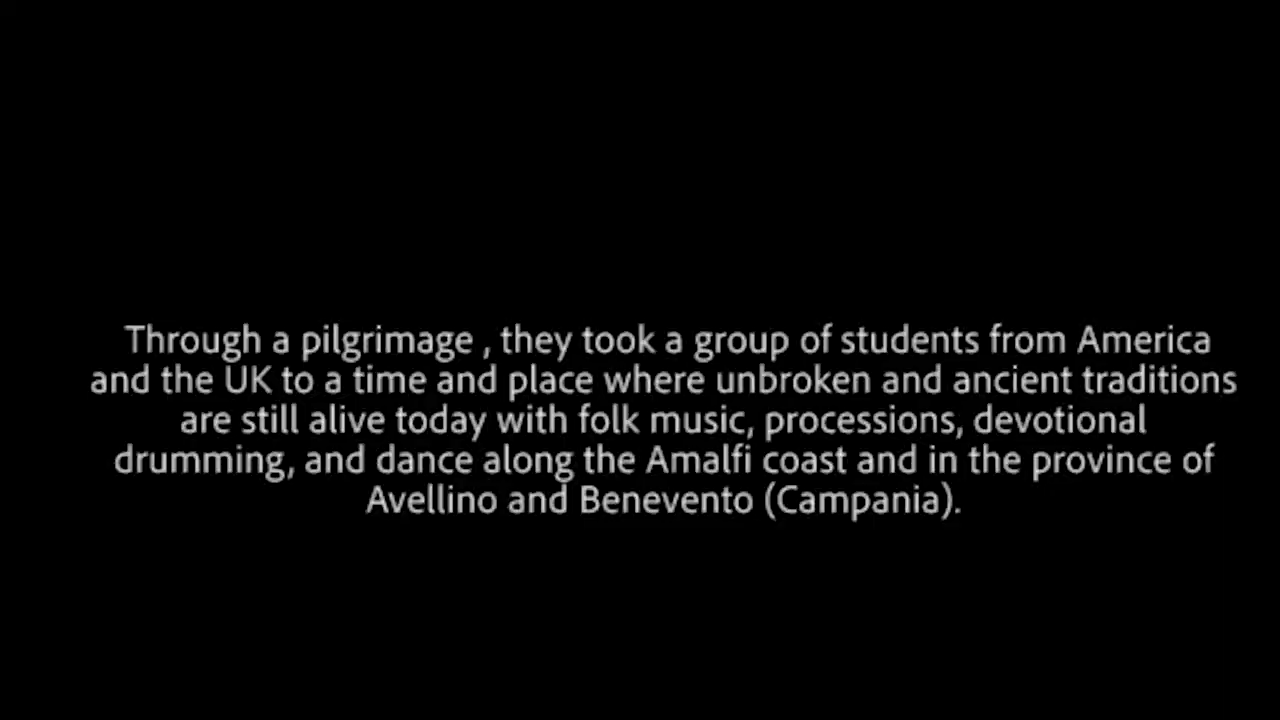 Through a pilgrimage , they took a group of students from America
and the UK to a time and place where unbroken and ancient traditions
are still alive today with folk music, processions, devotional
drumming, and dance along the Amalfi coast and in the province of
Avellino and Benevento (Campania).